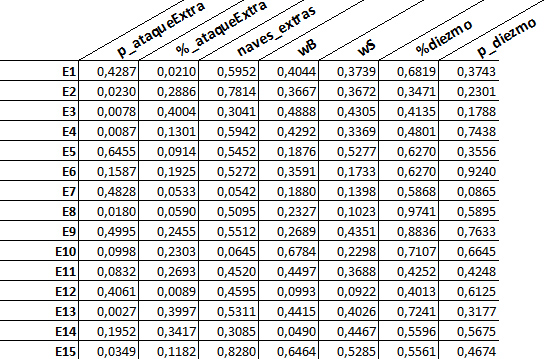 p_ataqueExtra %_ataqueExtra naves_extras wB wS %diezmo p_diezmo
E1 0,4287 0,0210 0,5952 0,4044 0,3739 0,6819 0,3743
E2 0,0230 0,2886 0,7814 0,3667 0,3672 0,3471 0,2301
E3 0,0078 0,4004 0,3041 0,4888 0,4305 0,4135 0,1788
E4 0,0087 0,1301 0,5942 0,4292 0,3369 0,4801 0,7438
E5 0,6455 0,0914 0,5452 0,1876 0,5277 0,6270 0,3556
E6 0,1587 0,1925 0,5272 0,3591 0,1733 0,6270 0,9240
E7 0,4828 0,0533 0,0542 0,1880 0,1398 0,5868 0,0865
E8 0,0180 0,0590 0,5095 0,2327 0,1023 0,9741 0,5895
E9 0,4995 0,2455 0,5512 0,2689 0,4351 0,8836 0,7633
E10 0,0998 0,2303 0,0645 0,6784 0,2298 0,7107 0,6645
E11 0,0832 0,2693 0,4520 0,4497 0,3688 0,4252 0,4248
E12 0,4061 0,0089 0,4595 0,0993 0,0922 0,4013 0,6125
E13 0,0027 0,3997 0,5311 0,4415 0,4026 0,7241 0,3177
E14 0,1952 0,3417 0,3085 0,0490 0,4467 0,5596 0,5675
E15 0,0349 0,1182 0,8280 0,6464 0,5285 0,5561 0,4674